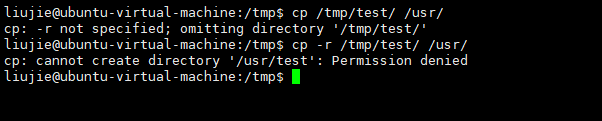 liujie@ubuntu-virtual-machine:/tmp$ cp /tmp/test/ /usr/
cp: -r not specified; omitting directory '/tmp/test/'
liujie@ubuntu-virtual-machine:/tmp$ cp -r /tmp/test/ /usr/
cp: cannot create directory '/usr/test': Permission denied
liujie@ubuntu-virtual-machine:/tmp$